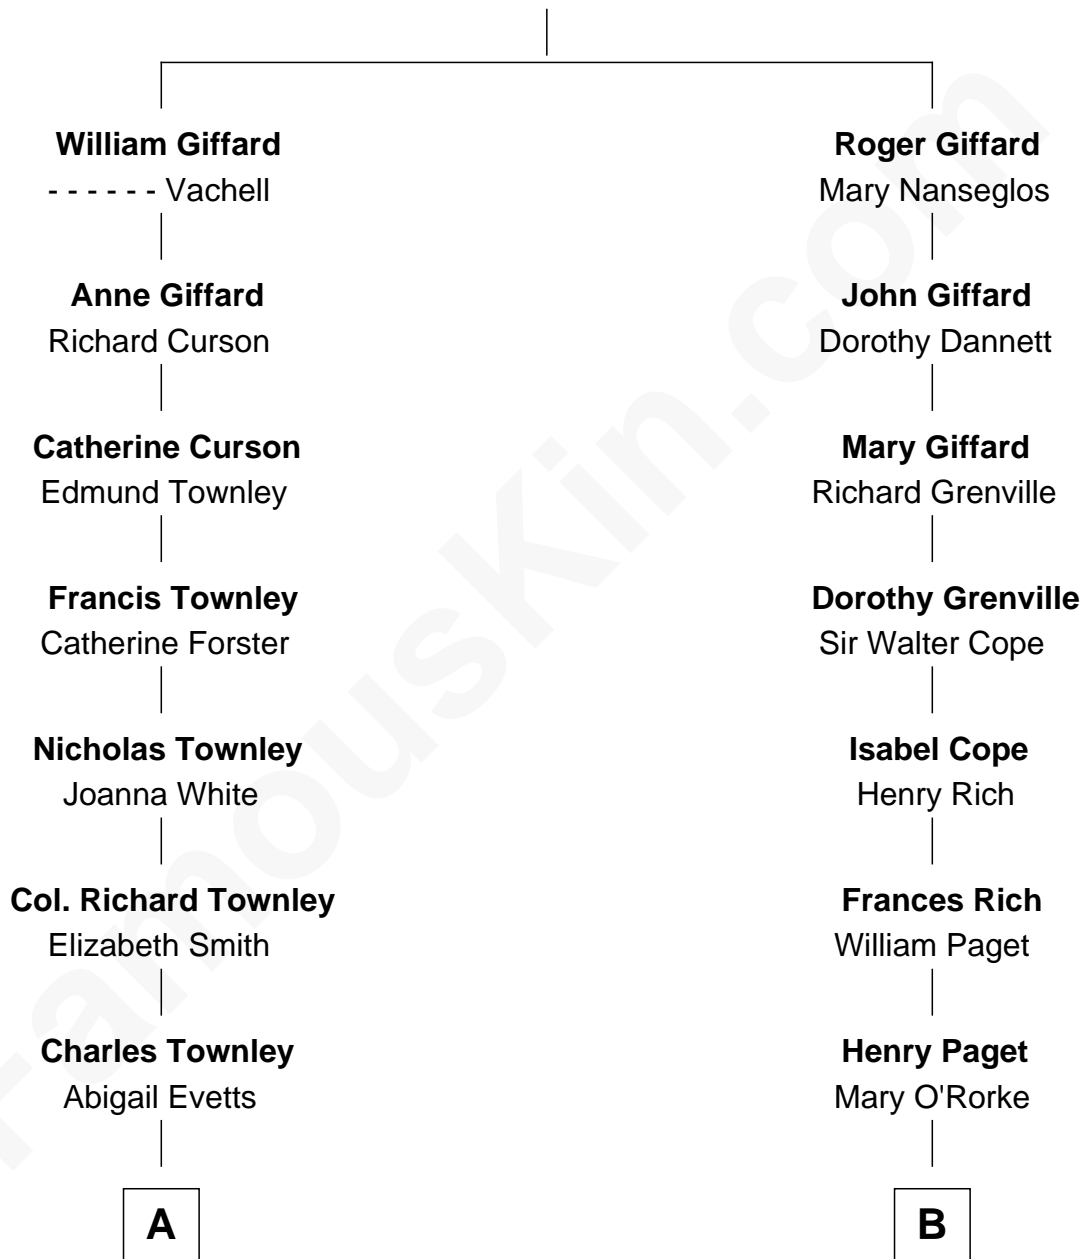 William Giffard
- - - - - - Vachell
Anne Giffard
Richard Curson
Catherine Curson
Edmund Townley
Francis Townley
Catherine Forster
Nicholas Townley
Joanna White
Col. Richard Townley
Elizabeth Smith
Charles Townley
Abigail Evetts
A
Roger Giffard
Mary Nanseglos
John Giffard
Dorothy Dannett
Mary Giffard
Richard Grenville
Dorothy Grenville
Sir Walter Cope
Isabel Cope
Henry Rich
Frances Rich
William Paget
Henry Paget
Mary O'Rorke
B
FamousKin.com